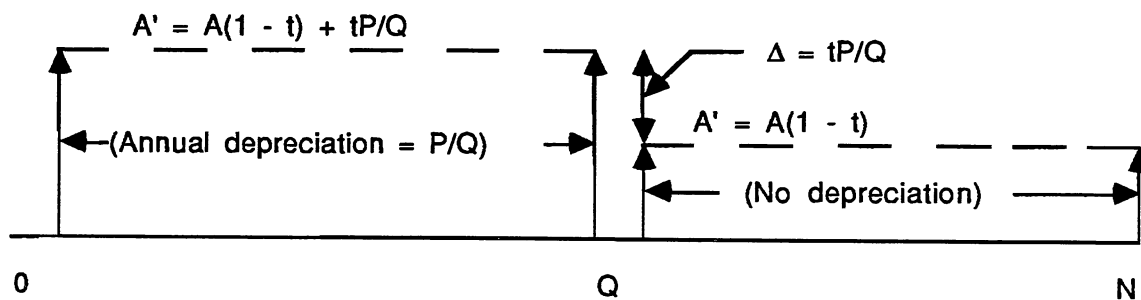 A' = A(1 - t) + tP/Q
Δ = tP/Q
(Annual depreciation = P/Q)
A' = A(1 - t)
(No depreciation)
0 Q N